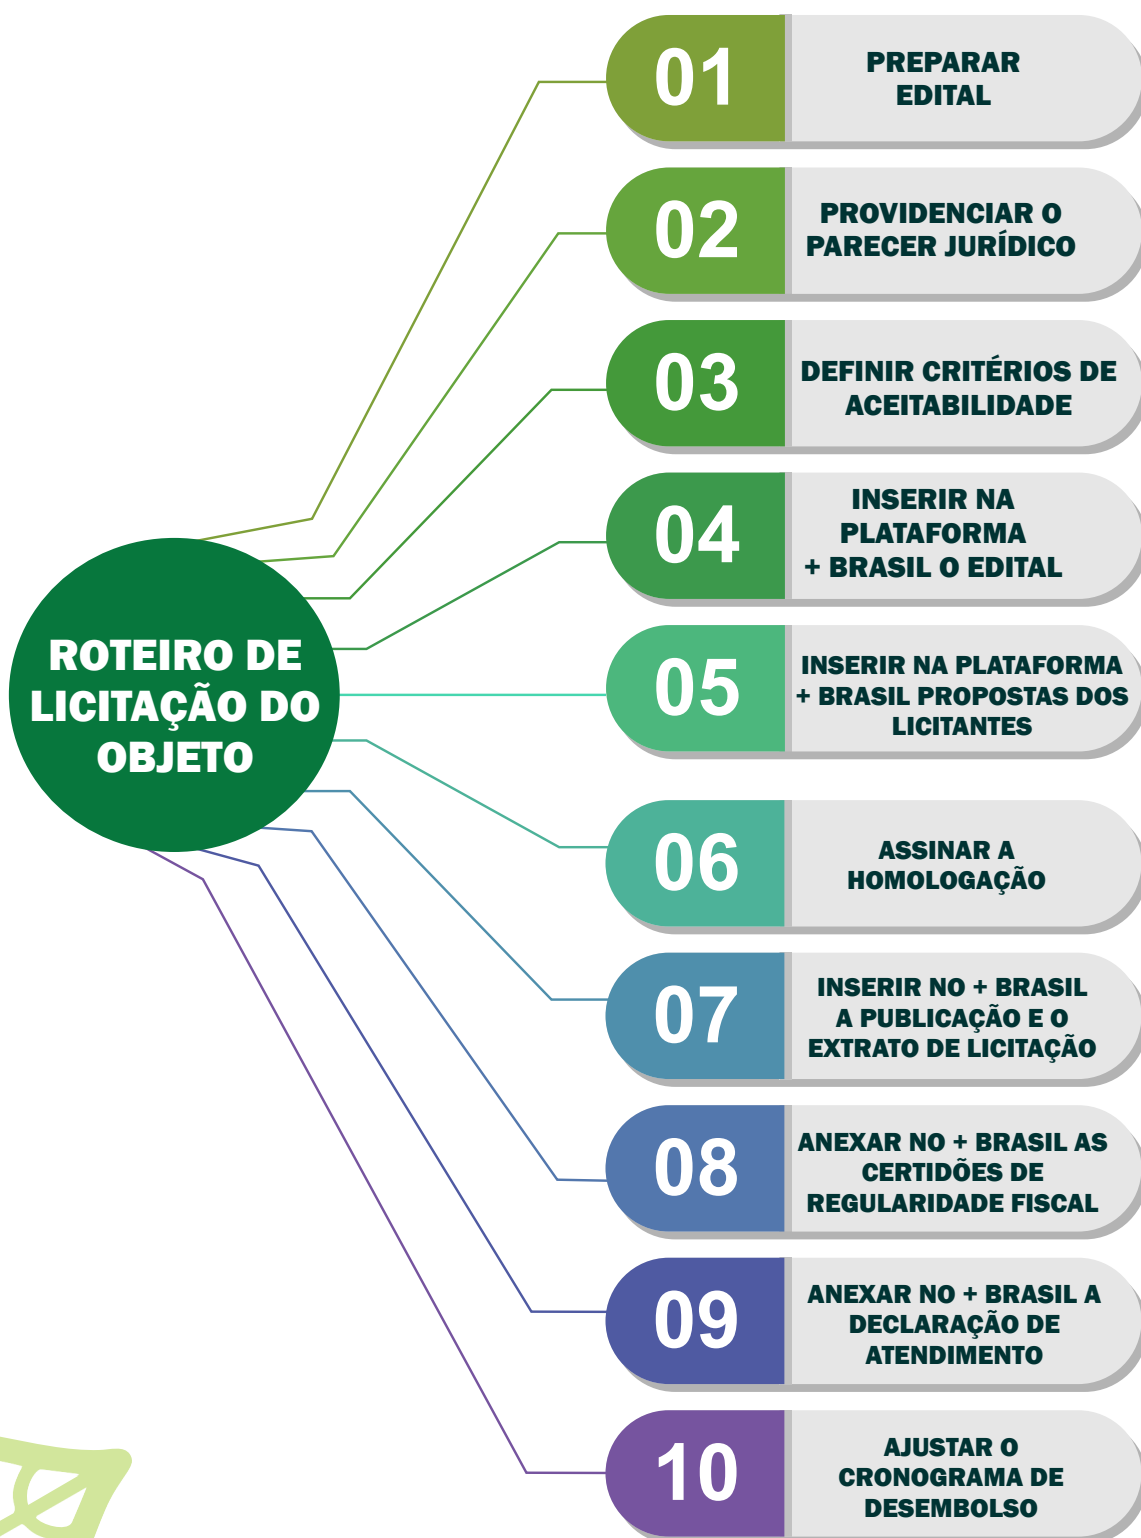 ROTEIRO DE
LICITAÇÃO DO
OBJETO
01
PREPARAR
EDITAL
02
PROVIDENCIAR O
PARECER JURÍDICO
03
DEFINIR CRITÉRIOS DE
ACEITABILIDADE
04
INSERIR NA
PLATAFORMA
+ BRASIL O EDITAL
05
INSERIR NA PLATAFORMA
+ BRASIL PROPOSTAS DOS
LICITANTES
06
ASSINAR A
HOMOLOGAÇÃO
07
INSERIR NO + BRASIL
A PUBLICAÇÃO E O
EXTRATO DE LICITAÇÃO
08
ANEXAR NO + BRASIL AS
CERTIDÕES DE
REGULARIDADE FISCAL
09
ANEXAR NO + BRASIL A
DECLARAÇÃO DE
ATENDIMENTO
10
AJUSTAR O
CRONOGRAMA DE
DESEMBOLSO